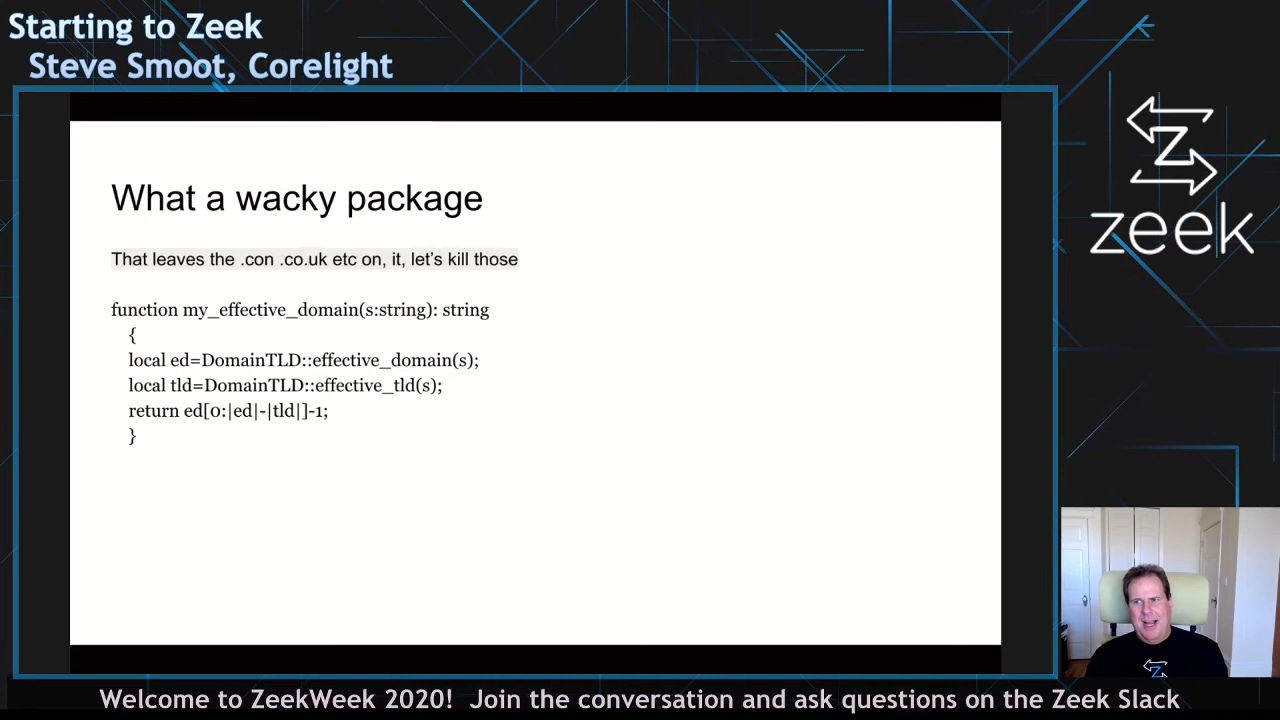 Starting to Zeek
Steve Smoot, Corelight
What a wacky package
That leaves the .con .co.uk etc on, it, let’s kill those
function my_effective_domain(s:string): string
{
local ed=DomainTLD::effective_domain(s);
local tld=DomainTLD::effective_tld(s);
return ed[0:|ed|-|tld|]-1;
}
Z
zeek
Welcome to ZeekWeek 2020! Join the conversation and ask questions on the Zeek Slack